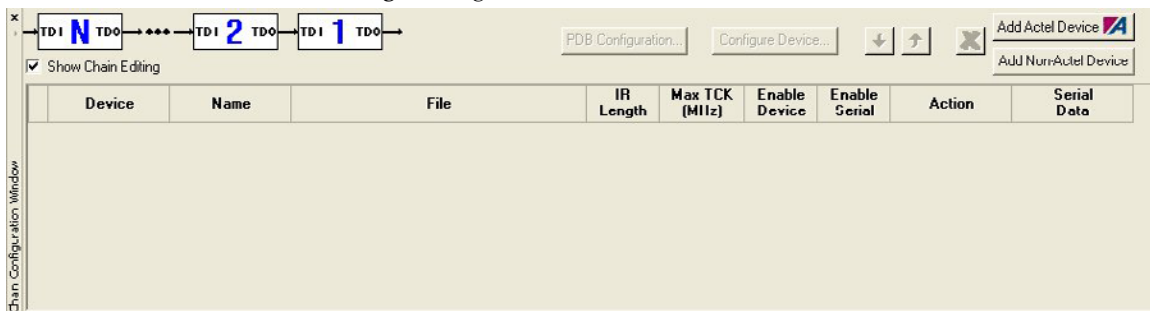 TDI N TDO TDI 2 TDO TDI 1 TDO
PDB Configuration... Configure Device... Add Actel Device
Show Chain Editing Add Non-Actel Device
Device Name File IR Length Max TCK (MHz) Enable Device Enable Serial Action Serial Data
Chain Configuration Window